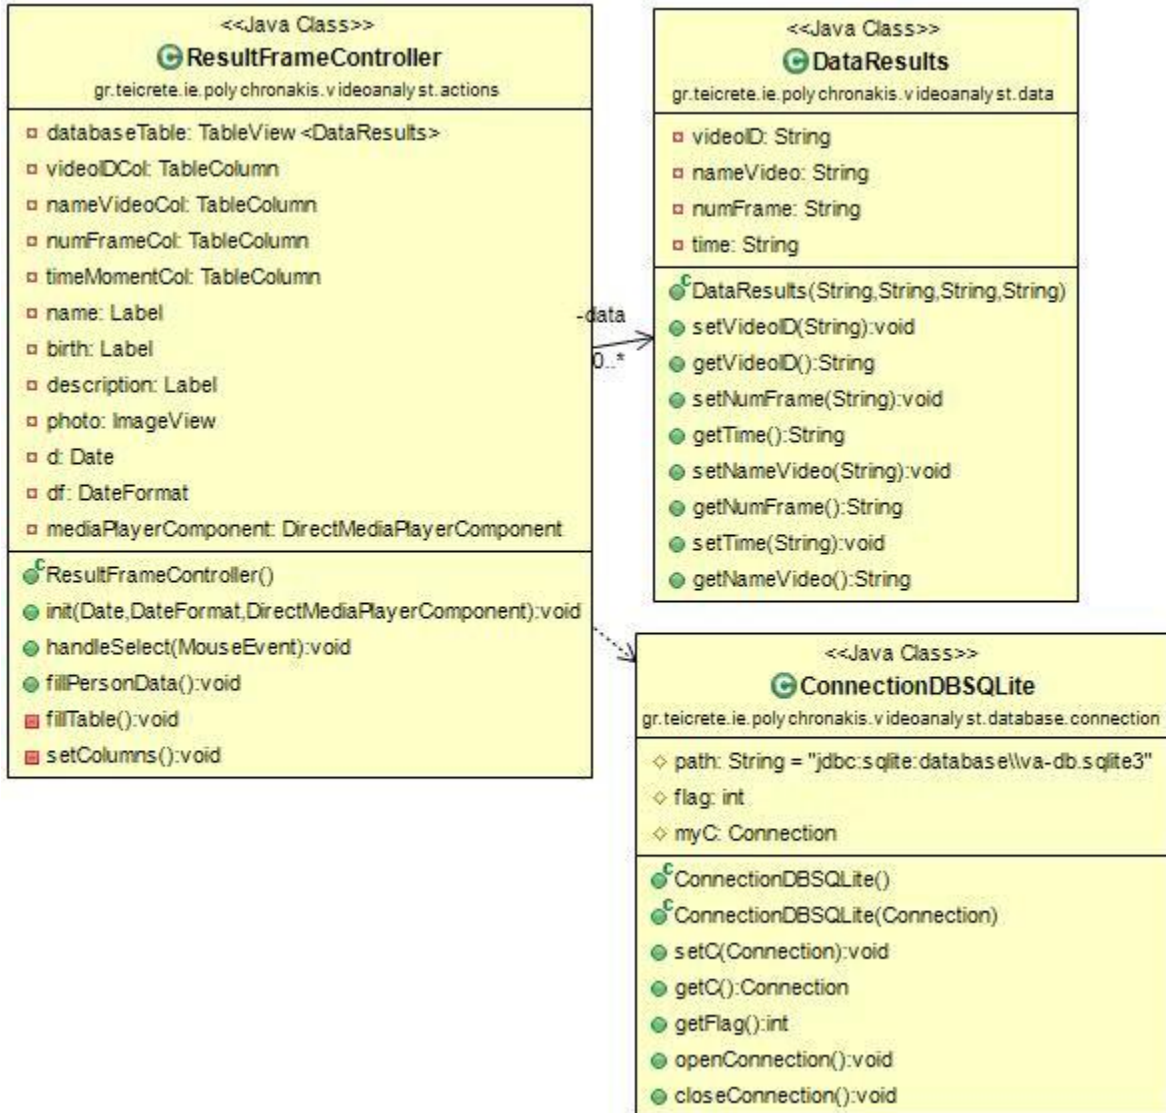 <<Java Class>>
ResultFrameController
gr.teicrete.ie.polychronakis.videoanalyst.actions
databaseTable: TableView <DataResults>
videoIDCol: TableColumn
nameVideoCol: TableColumn
numFrameCol: TableColumn
timeMomentCol: TableColumn
name: Label
birth: Label
description: Label
photo: ImageView
d: Date
df: DateFormat
mediaPlayerComponent: DirectMediaPlayerComponent
ResultFrameController()
init(Date,DateFormat,DirectMediaPlayerComponent):void
handleSelect(MouseEvent):void
fillPersonData():void
fillTable():void
setColumns():void
-data
0..*
<<Java Class>>
DataResults
gr.teicrete.ie.polychronakis.videoanalyst.data
videoID: String
nameVideo: String
numFrame: String
time: String
DataResults(String,String,String,String)
setVideoID(String):void
getVideoID():String
setNumFrame(String):void
getTime():String
setNameVideo(String):void
getNumFrame():String
setTime(String):void
getNameVideo():String
<<Java Class>>
ConnectionDBSQLite
gr.teicrete.ie.polychronakis.videoanalyst.database.connection
path: String = "jdbc:sqlite:database\\va-db.sqlite3"
flag: int
myC: Connection
ConnectionDBSQLite()
ConnectionDBSQLite(Connection)
setC(Connection):void
getC():Connection
getFlag():int
openConnection():void
closeConnection():void